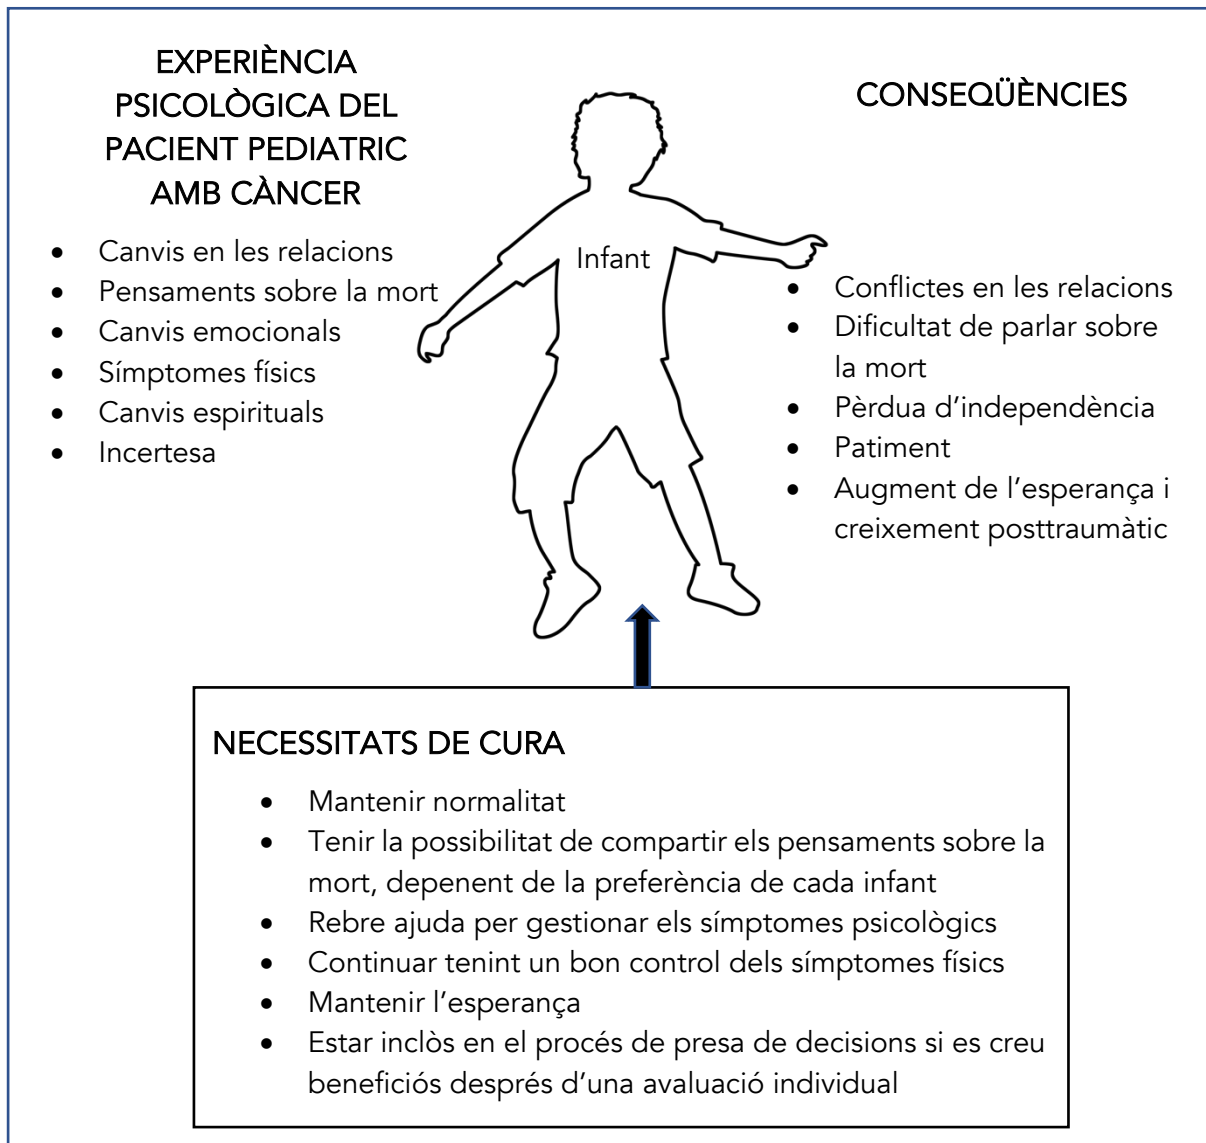 EXPERIÈNCIA
PSICOLÒGICA DEL
PACIENT PEDIATRIC
AMB CÀNCER
• Canvis en les relacions
• Pensaments sobre la mort
• Canvis emocionals
• Símptomes físics
• Canvis espirituals
• Incertesa
Infant
CONSEQÜÈNCIES
• Conflictes en les relacions
• Dificultat de parlar sobre
la mort
• Pèrdua d’independència
• Patiment
• Augment de l’esperança i
creixement posttraumàtic
NECESSITATS DE CURA
• Mantenir normalitat
• Tenir la possibilitat de compartir els pensaments sobre la
mort, depenent de la preferència de cada infant
• Rebre ajuda per gestionar els símptomes psicològics
• Continuar tenint un bon control dels símptomes físics
• Mantenir l’esperança
• Estar inclòs en el procés de presa de decisions si es creu
beneficiós després d’una avaluació individual